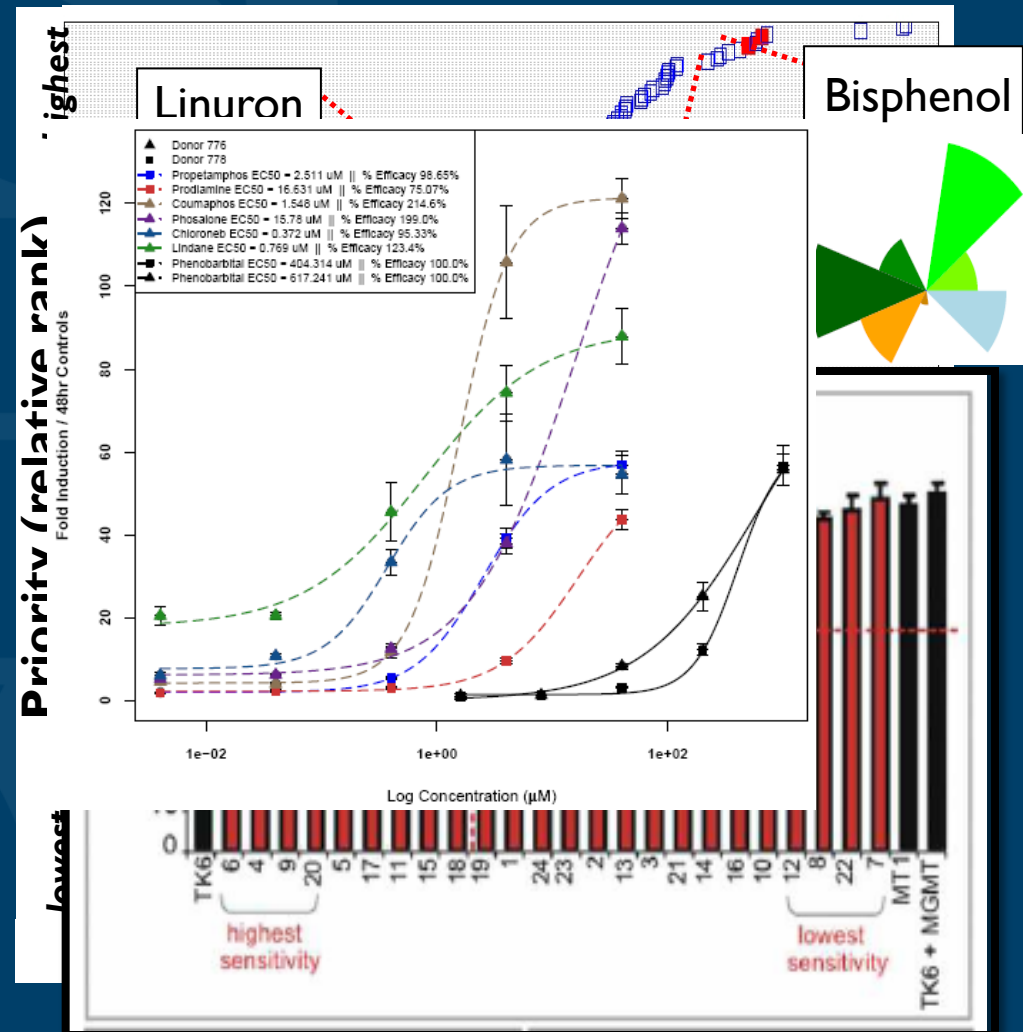 ighest
Linuron
Bisphenol
Donor 776
Donor 778
Propetamphos EC50 = 2.511 uM || % Efficacy 98.65%
Prodiamine EC50 = 16.631 uM || % Efficacy 75.07%
Coumaphos EC50 = 1.548 uM || % Efficacy 214.6%
Phosalone EC50 = 15.78 uM || % Efficacy 199.0%
Chloroneb EC50 = 0.372 uM || % Efficacy 95.33%
Lindane EC50 = 0.769 uM || % Efficacy 123.4%
Phenobarbital EC50 = 404.314 uM || % Efficacy 100.0%
Phenobarbital EC50 = 617.241 uM || % Efficacy 100.0%
Priority (relative rank)
Fold Induction / 48hr Controls
120
100
80
60
40
20
0
1e-02 1e+00 1e+02
Log Concentration (µM)
lowest
0
TK6 6 4 9 20 5 17 11 15 18 19 1 24 23 2 13 3 21 14 16 10 12 8 22 7 MT1 TK6 + MGMT
highest
sensitivity
lowest
sensitivity